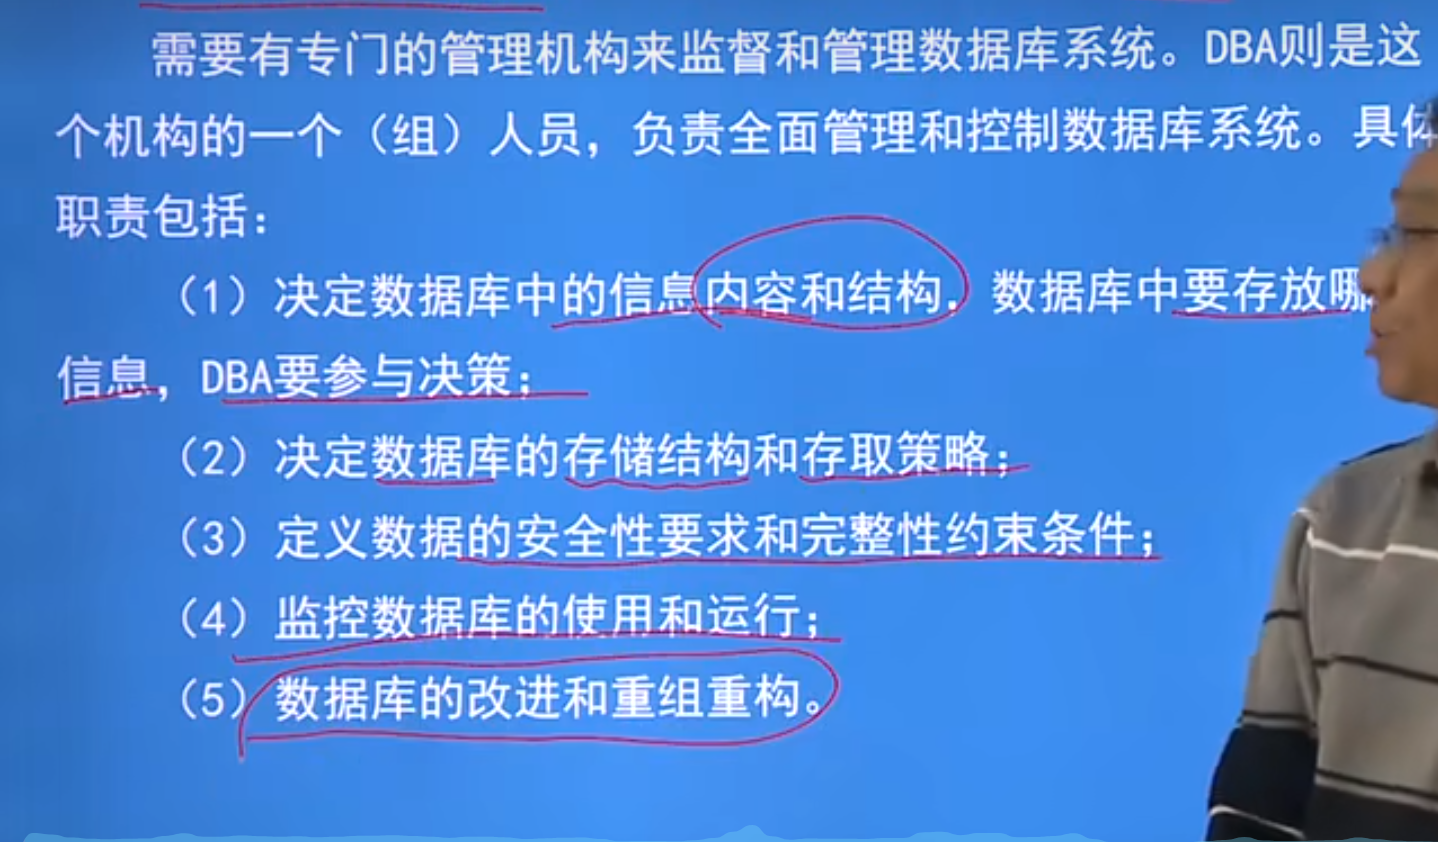 需要有专门的管理机构来监督和管理数据库系统。DBA则是这
个机构的一个（组）人员，负责全面管理和控制数据库系统。具体
职责包括：
（1）决定数据库中的信息内容和结构，数据库中要存放哪
信息，DBA要参与决策；
（2）决定数据库的存储结构和存取策略；
（3）定义数据的安全性要求和完整性约束条件；
（4）监控数据库的使用和运行；
（5）数据库的改进和重组重构。